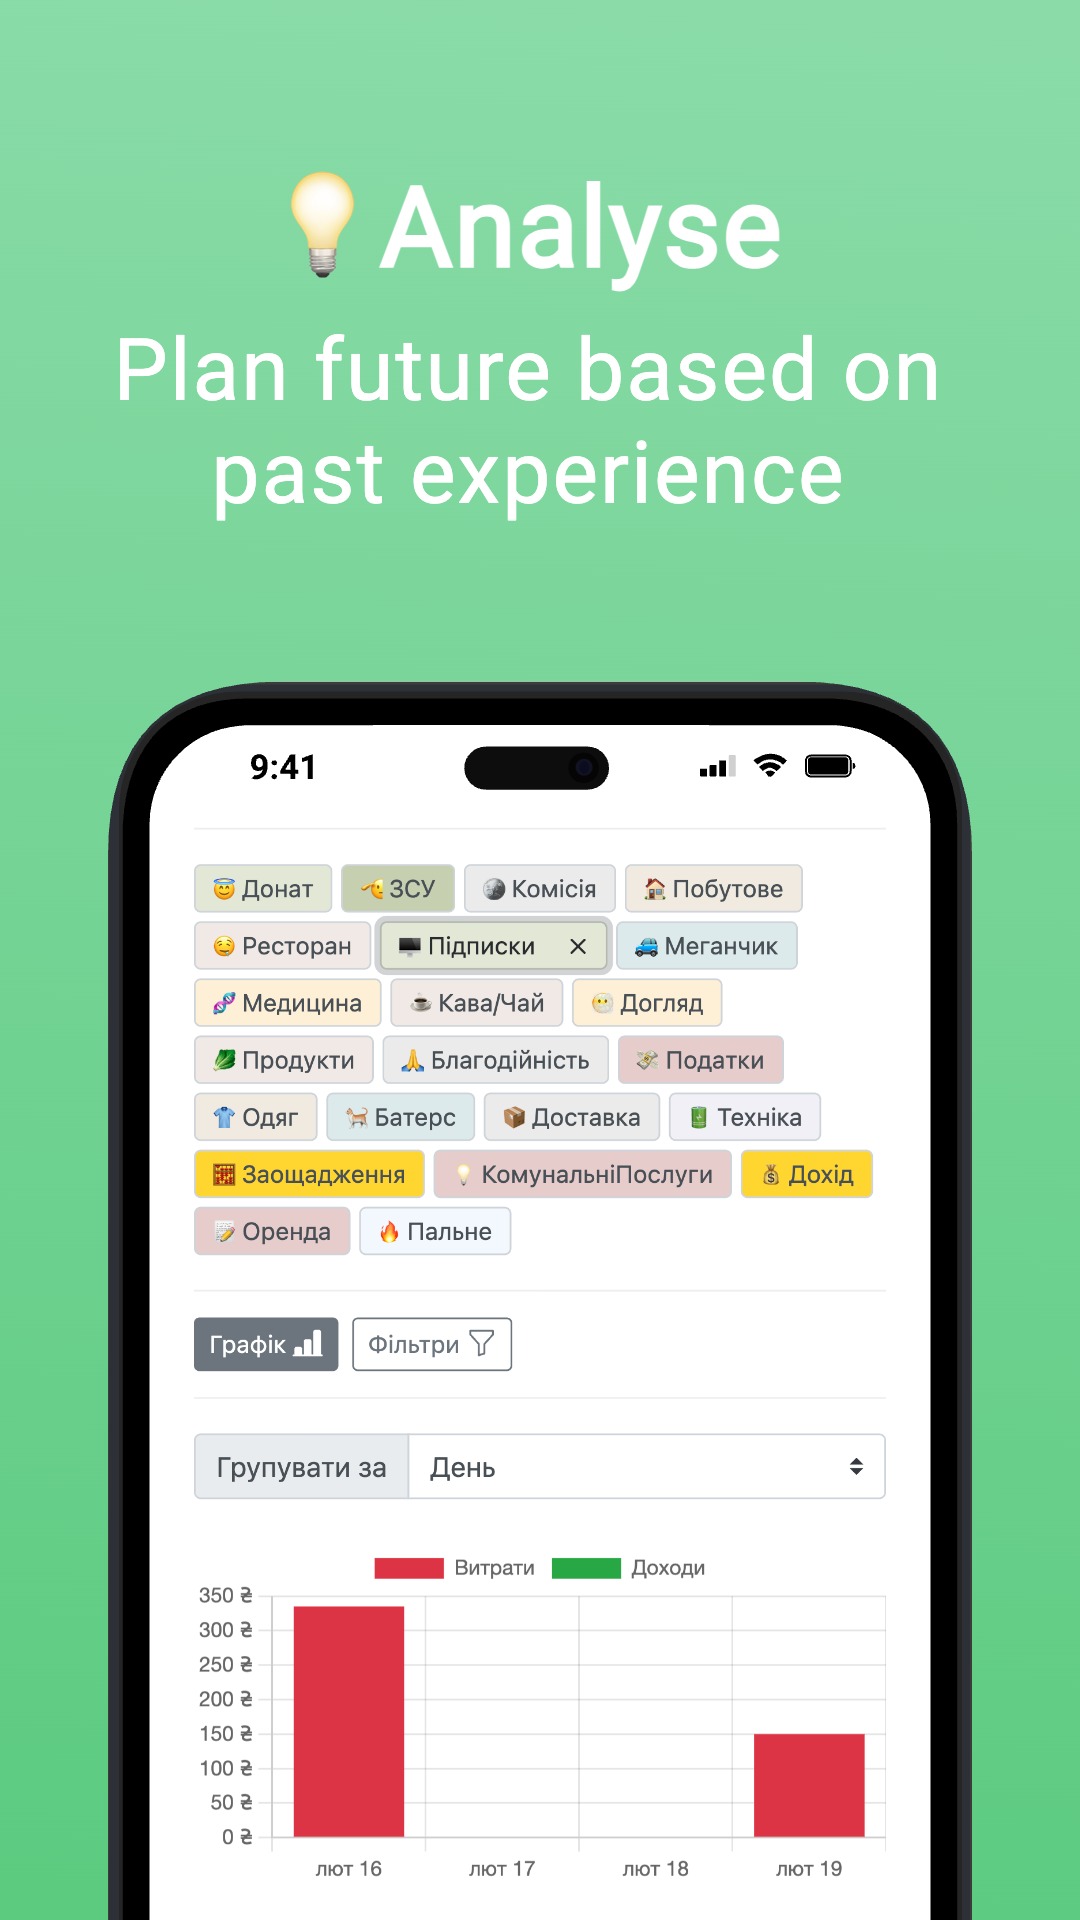 💡Analyse
Plan future based on
past experience
9:41
😇 Донат 🫡 ЗСУ 🌚 Комісія 🏠 Побутове
😋 Ресторан 🖥️ Підписки × 🚙 Меганчик
🧬 Медицина ☕ Кава/Чай 😶 Догляд
🥬 Продукти 🙏 Благодійність 💸 Податки
👕 Одяг 🐈 Батерс 📦 Доставка 🔋 Техніка
🧮 Заощадження 💡 КомунальніПослуги 💰 Дохід
📝 Оренда 🔥 Пальне
Графік Фільтри
Групувати за День
Витрати Доходи
350 ₴
300 ₴
250 ₴
200 ₴
150 ₴
100 ₴
50 ₴
0 ₴
лют 16 лют 17 лют 18 лют 19